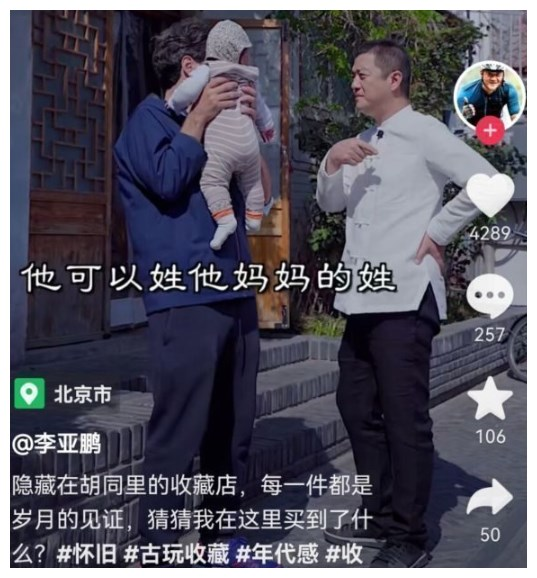 他可以姓他妈妈的姓
4289
257
106
50
北京市
@李亚鹏
隐藏在胡同里的收藏店，每一件都是
岁月的见证，猜猜我在这里买到了什
么？#怀旧 #古玩收藏 #年代感 #收